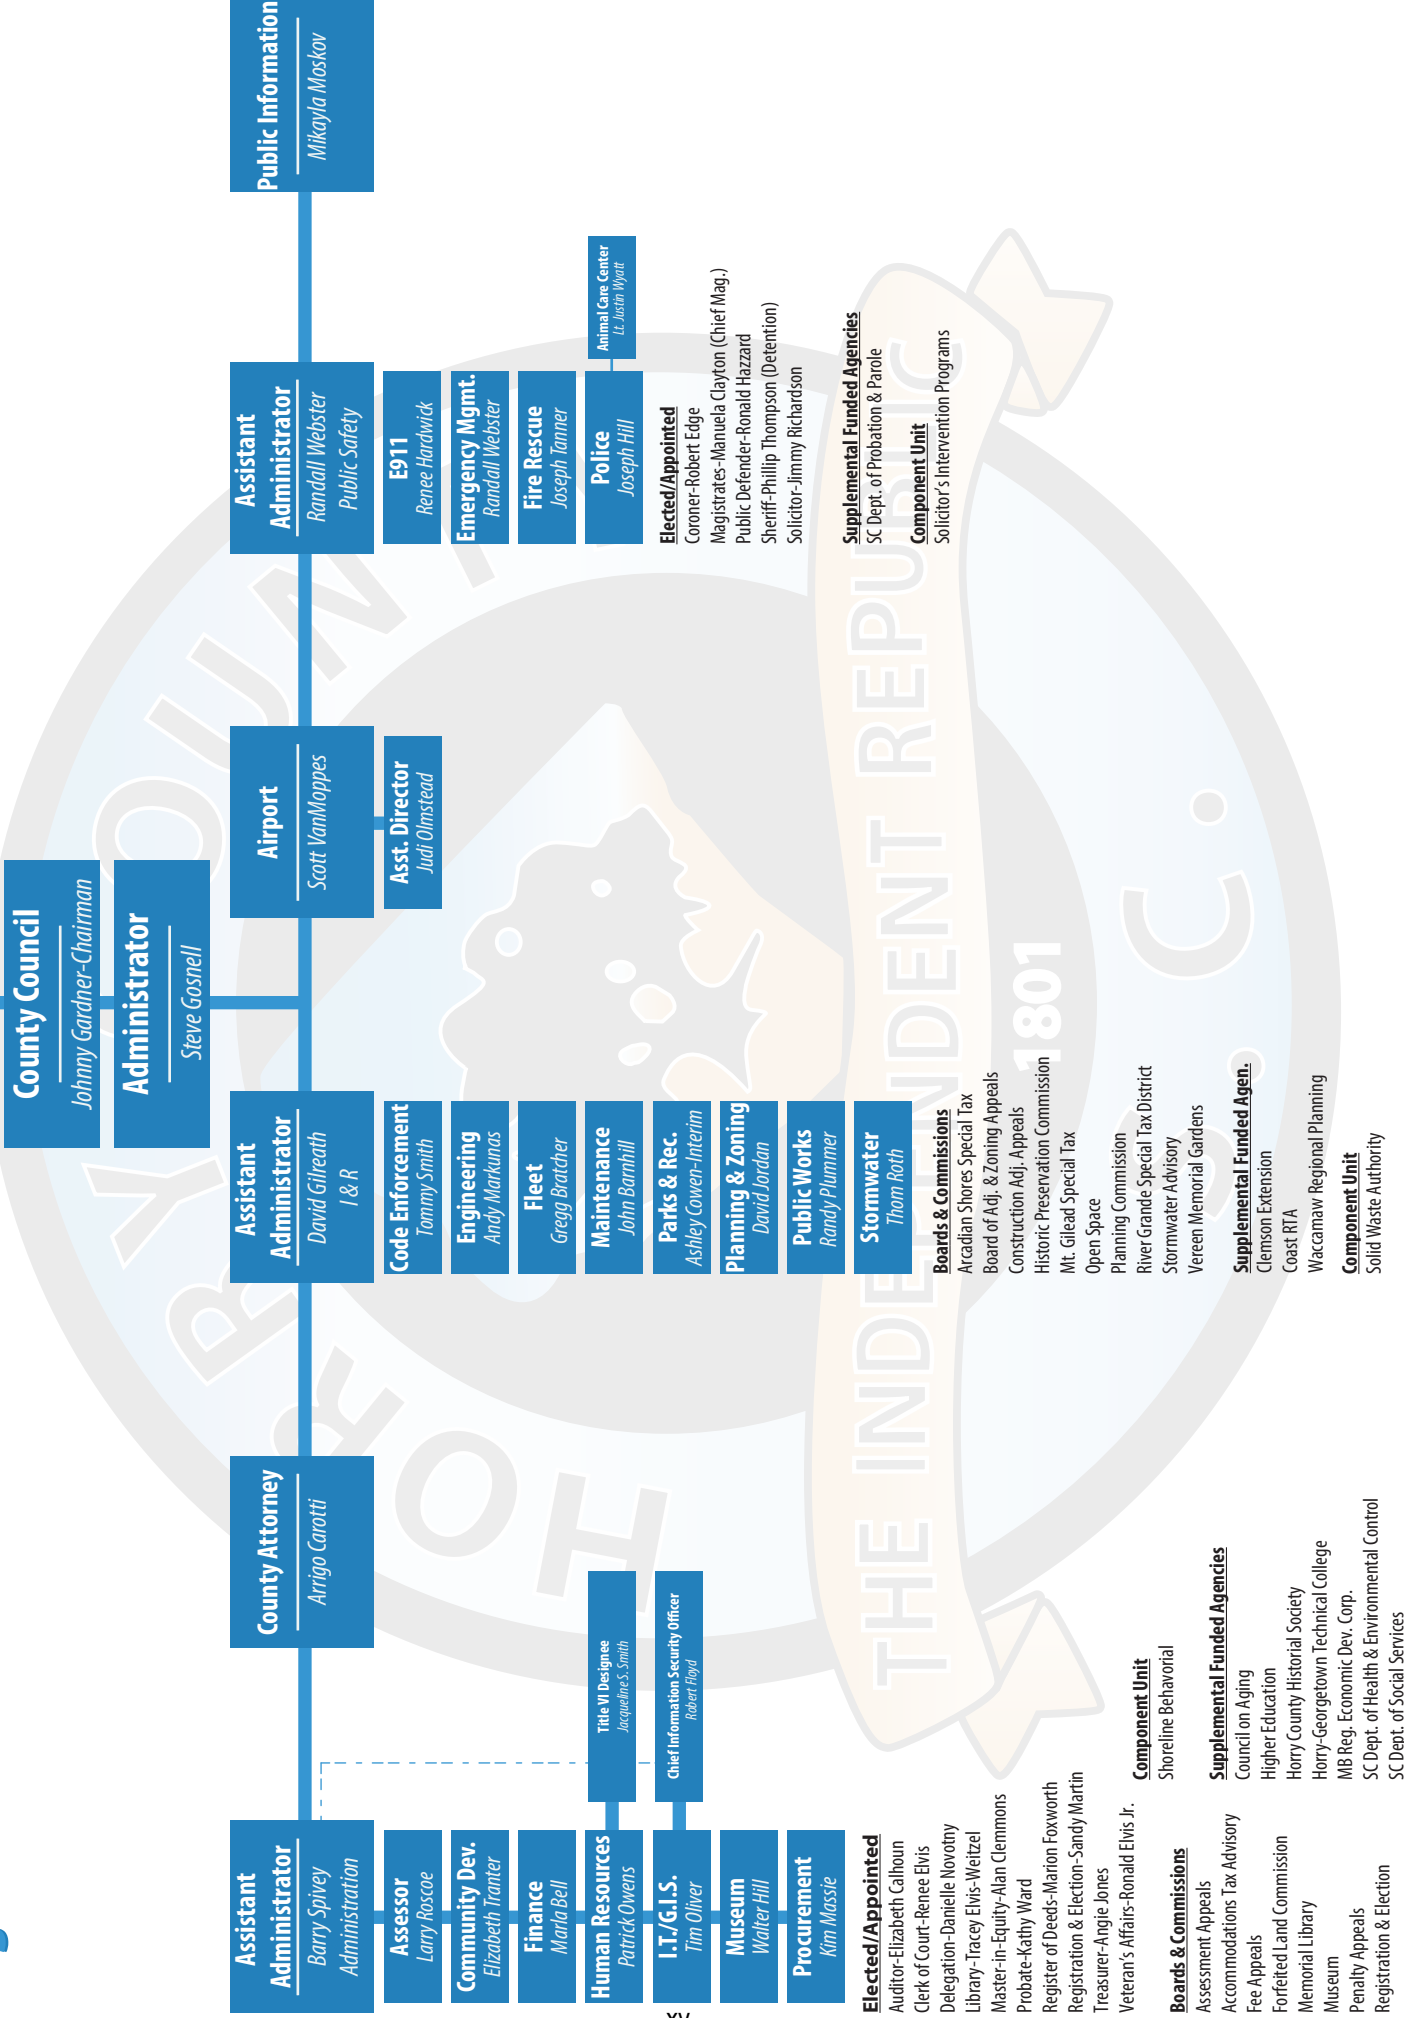 County Council
Johnny Gardner-Chairman
Administrator
Steve Gosnell
Assistant
Administrator
Barry Spivey
Administration
County Attorney
Arrigo Carotti
Assistant
Administrator
David Gilreath
I & R
Airport
Scott VanMoppes
Assistant
Administrator
Randall Webster
Public Safety
Public Information
Mikayla Moskov
Assessor
Larry Roscoe
Community Dev.
Elizabeth Tranter
Finance
Marla Bell
Human Resources
Patrick Owens
Title VI Designee
Jacqueline S. Smith
I.T./G.I.S.
Tim Oliver
Chief Information Security Officer
Robert Floyd
Museum
Walter Hill
Procurement
Kim Massie
Elected/Appointed
Auditor-Elizabeth Calhoun
Clerk of Court-Renee Elvis
Delegation-Danielle Novotny
Library-Tracey Elvis-Weitzel
Master-in-Equity-Alan Clemmons
Probate-Kathy Ward
Register of Deeds-Marion Foxworth
Registration & Election-Sandy Martin
Treasurer-Angie Jones
Veteran's Affairs-Ronald Elvis Jr.
Boards & Commissions
Assessment Appeals
Accommodations Tax Advisory
Fee Appeals
Forfeited Land Commission
Memorial Library
Museum
Penalty Appeals
Registration & Election
Component Unit
Shoreline Behavorial
Supplemental Funded Agencies
Council on Aging
Higher Education
Horry County Historial Society
Horry-Georgetown Technical College
MB Reg. Economic Dev. Corp.
SC Dept. of Health & Environmental Control
SC Dept. of Social Services
Code Enforcement
Tommy Smith
Engineering
Andy Markunas
Fleet
Gregg Bratcher
Maintenance
John Barnhill
Parks & Rec.
Ashley Cowen-Interim
Planning & Zoning
David Jordan
Public Works
Randy Plummer
Stormwater
Thom Roth
Boards & Commissions
Arcadian Shores Special Tax
Board of Adj. & Zoning Appeals
Construction Adj. Appeals
Historic Preservation Commission
Mt. Gilead Special Tax
Open Space
Planning Commission
River Grande Special Tax District
Stormwater Advisory
Vereen Memorial Gardens
Supplemental Funded Agen.
Clemson Extension
Coast RTA
Waccamaw Regional Planning
Component Unit
Solid Waste Authority
Asst. Director
Judi Olmstead
E911
Renee Hardwick
Emergency Mgmt.
Randall Webster
Fire Rescue
Joseph Tanner
Police
Joseph Hill
Animal Care Center
Lt. Justin Wyatt
Elected/Appointed
Coroner-Robert Edge
Magistrates-Manuela Clayton (Chief Mag.)
Public Defender-Ronald Hazzard
Sheriff-Phillip Thompson (Detention)
Solicitor-Jimmy Richardson
Supplemental Funded Agencies
SC Dept. of Probation & Parole
Component Unit
Solicitor's Intervention Programs
HORRY COUNTY
THE INDEPENDENT REPUBLIC
1801
S. C.
xv